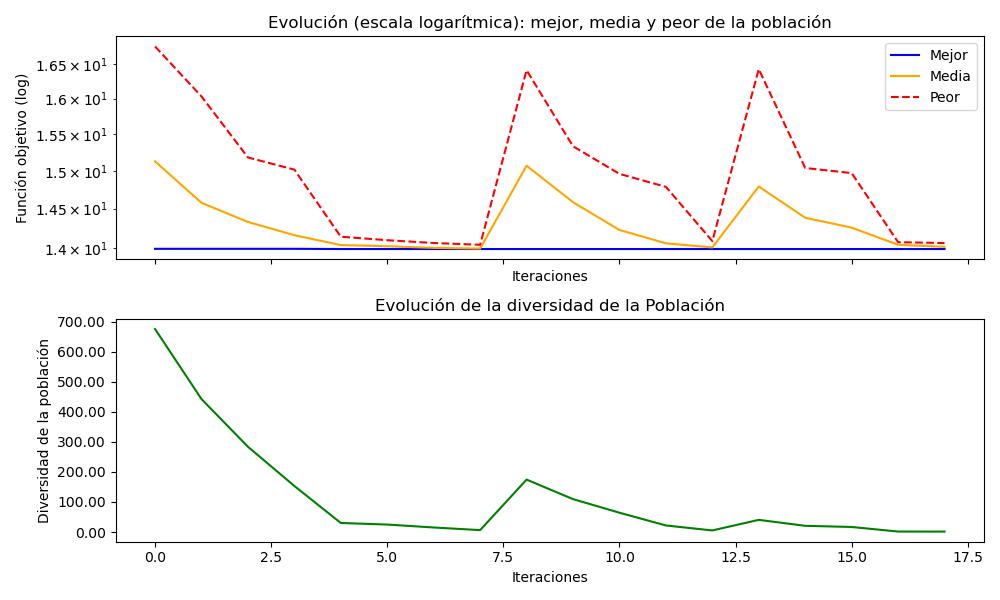 Evolución (escala logarítmica): mejor, media y peor de la población
Función objetivo (log)
1.65 × 10¹
1.6 × 10¹
1.55 × 10¹
1.5 × 10¹
1.45 × 10¹
1.4 × 10¹
Mejor
Media
Peor
Iteraciones
Evolución de la diversidad de la Población
Diversidad de la población
700.00
600.00
500.00
400.00
300.00
200.00
100.00
0.00
0.0 2.5 5.0 7.5 10.0 12.5 15.0 17.5
Iteraciones